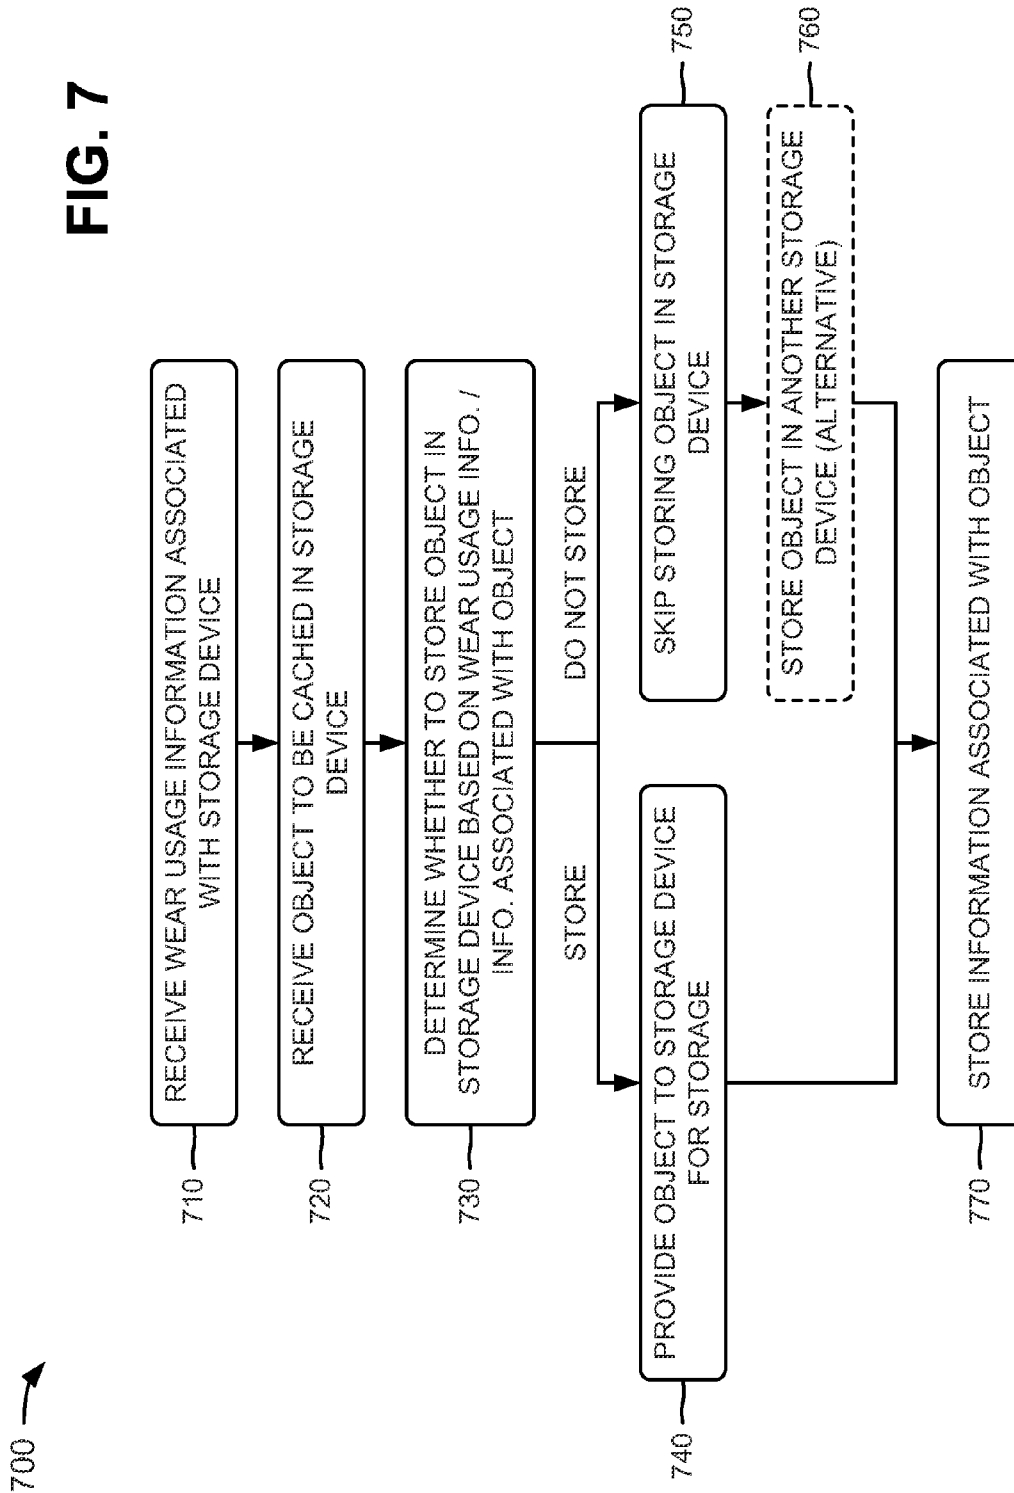 700
FIG. 7
710
RECEIVE WEAR USAGE INFORMATION ASSOCIATED
WITH STORAGE DEVICE
720
RECEIVE OBJECT TO BE CACHED IN STORAGE
DEVICE
730
DETERMINE WHETHER TO STORE OBJECT IN
STORAGE DEVICE BASED ON WEAR USAGE INFO. /
INFO. ASSOCIATED WITH OBJECT
STORE
DO NOT STORE
740
PROVIDE OBJECT TO STORAGE DEVICE
FOR STORAGE
SKIP STORING OBJECT IN STORAGE
DEVICE
750
STORE OBJECT IN ANOTHER STORAGE
DEVICE (ALTERNATIVE)
760
770
STORE INFORMATION ASSOCIATED WITH OBJECT